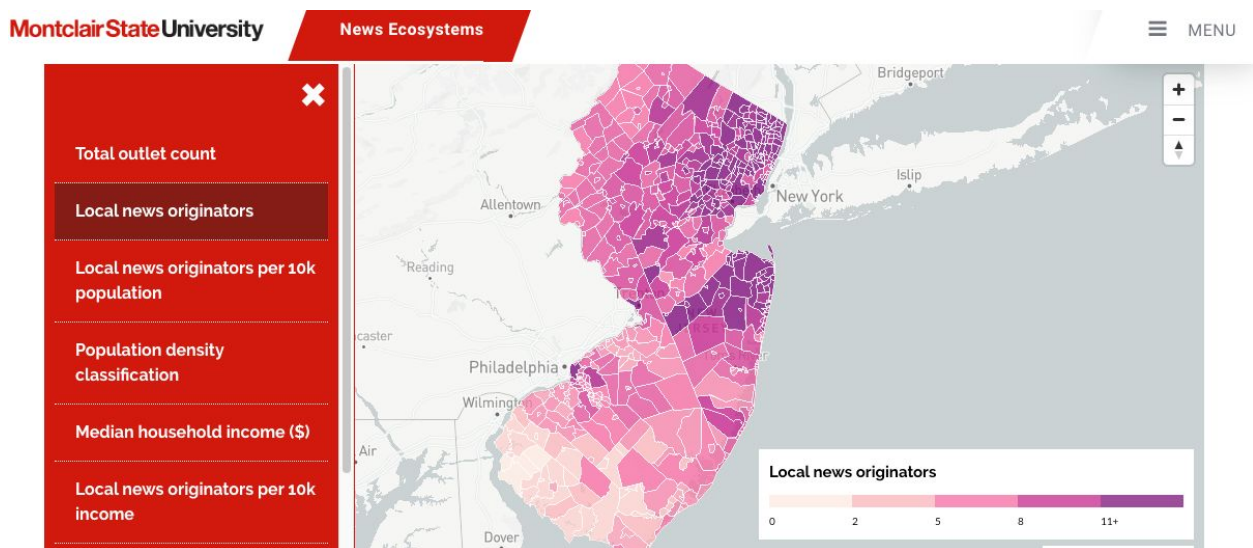 Montclair State University
News Ecosystems
MENU
Total outlet count
Local news originators
Local news originators per 10k
population
Population density
classification
Median household income ($)
Local news originators per 10k
income
Bridgeport
Islip
New York
Allentown
Reading
caster
Philadelphia
Wilmington
Air
Dover
Local news originators
0 2 5 8 11+